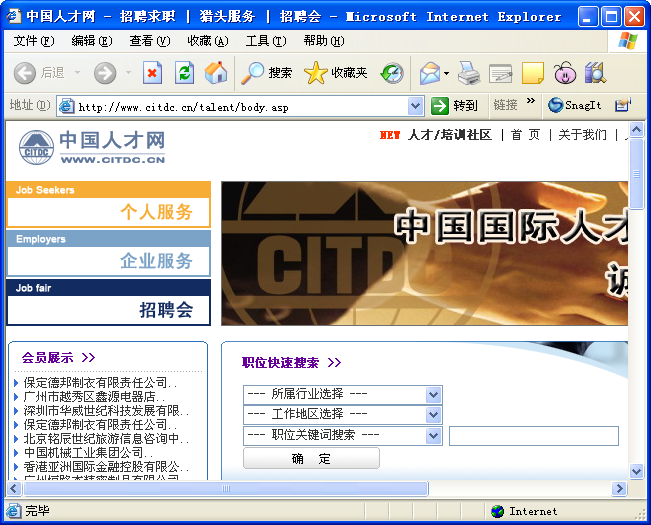 中国人才网 - 招聘求职 | 猎头服务 | 招聘会 - Microsoft Internet Explorer
文件(F) 编辑(E) 查看(V) 收藏(A) 工具(T) 帮助(H)
后退 搜索 收藏夹
地址(D) http://www.citdc.cn/talent/body.asp 转到 链接 » SnagIt
CITDC 中国人才网
WWW.CITDC.CN
NEW 人才/培训社区 | 首 页 | 关于我们 |
Job Seekers
个人服务
Employers
企业服务
Job fair
招聘会
CITDC
中国国际人才
诚
会员展示 >>
保定德邦制衣有限责任公司..
广州市越秀区鑫源电器店..
深圳市华威世纪科技发展有限..
保定德邦制衣有限责任公司..
北京铭辰世纪旅游信息咨询中..
中国机械工业集团公司..
香港亚洲国际金融控股有限公..
职位快速搜索 >>
--- 所属行业选择 ---
--- 工作地区选择 ---
--- 职位关键词搜索 ---
确 定
完毕 Internet